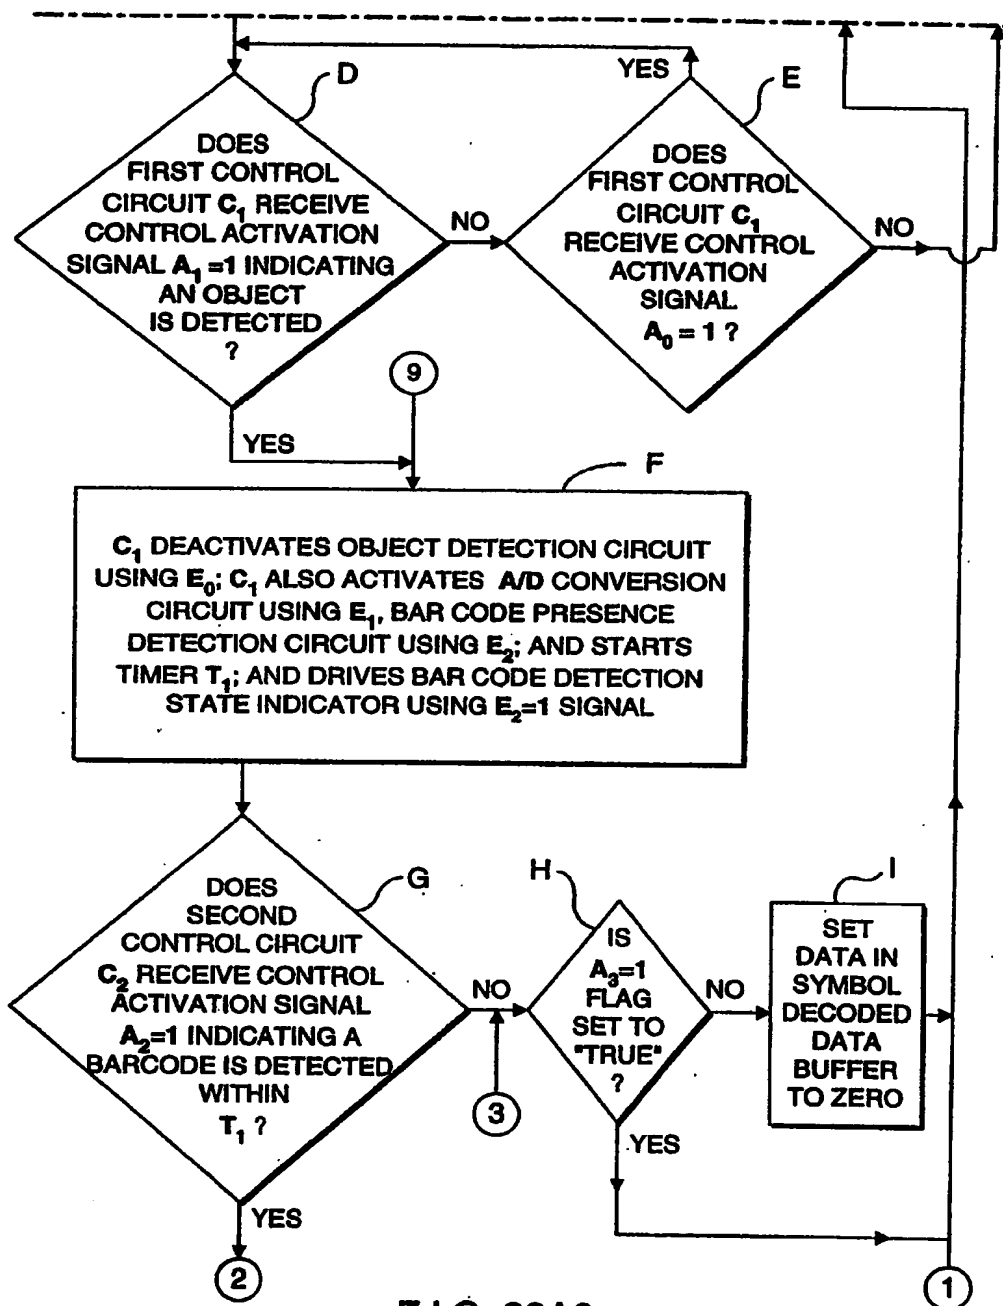 YES
D
E
DOES
FIRST CONTROL
CIRCUIT C₁ RECEIVE
CONTROL ACTIVATION
SIGNAL A₁ =1 INDICATING
AN OBJECT
IS DETECTED
?
NO
DOES
FIRST CONTROL
CIRCUIT C₁
RECEIVE CONTROL
ACTIVATION
SIGNAL
A₀ = 1 ?
NO
YES
9
F
C₁ DEACTIVATES OBJECT DETECTION CIRCUIT
USING E₀; C₁ ALSO ACTIVATES A/D CONVERSION
CIRCUIT USING E₁, BAR CODE PRESENCE
DETECTION CIRCUIT USING E₂; AND STARTS
TIMER T₁; AND DRIVES BAR CODE DETECTION
STATE INDICATOR USING E₂=1 SIGNAL
G
DOES
SECOND
CONTROL CIRCUIT
C₂ RECEIVE CONTROL
ACTIVATION SIGNAL
A₂=1 INDICATING A
BARCODE IS DETECTED
WITHIN
T₁ ?
NO
3
H
IS
A₃=1
FLAG
SET TO
"TRUE"
?
NO
I
SET
DATA IN
SYMBOL
DECODED
DATA
BUFFER
TO ZERO
YES
YES
2
1